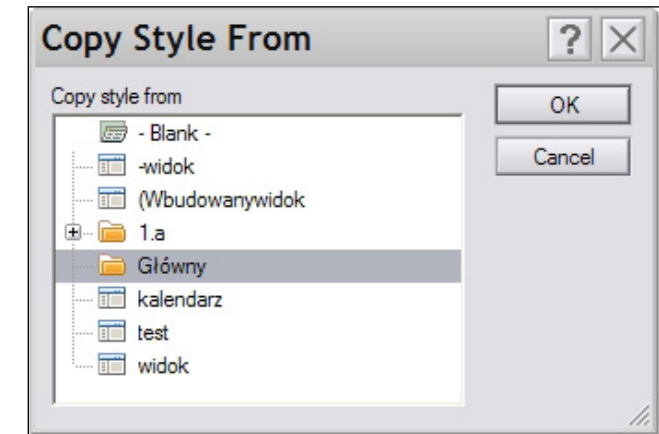 Copy Style From
Copy style from
OK
Cancel
- Blank -
-widok
(Wbudowanywidok
1.a
Główny
kalendarz
test
widok